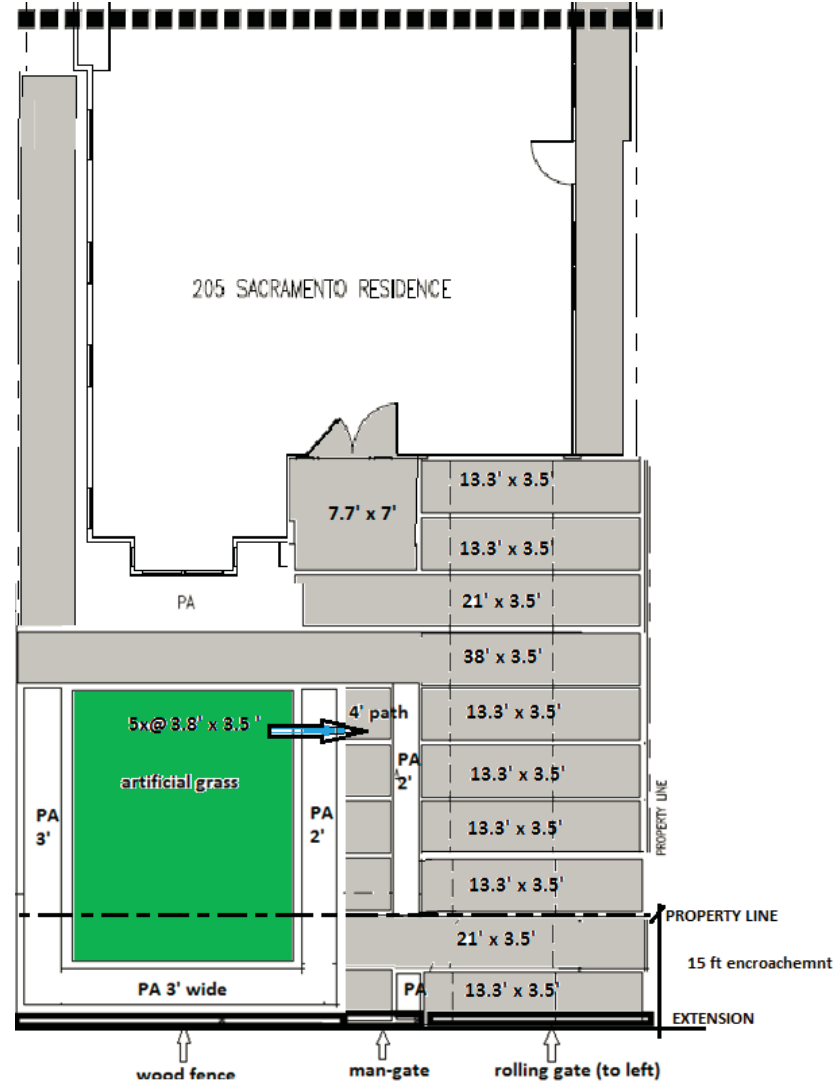 205 SACRAMENTO RESIDENCE
13.3' x 3.5'
7.7' x 7'
13.3' x 3.5'
21' x 3.5'
PA
38' x 3.5'
5x@ 3.8' x 3.5 "
4' path
13.3' x 3.5'
artificial grass
PA
2'
13.3' x 3.5'
PA
3'
PA
2'
13.3' x 3.5'
PROPERTY LINE
13.3' x 3.5'
PROPERTY LINE
21' x 3.5'
15 ft encroachemnt
PA 3' wide
PA
13.3' x 3.5'
EXTENSION
wood fence
man-gate
rolling gate (to left)